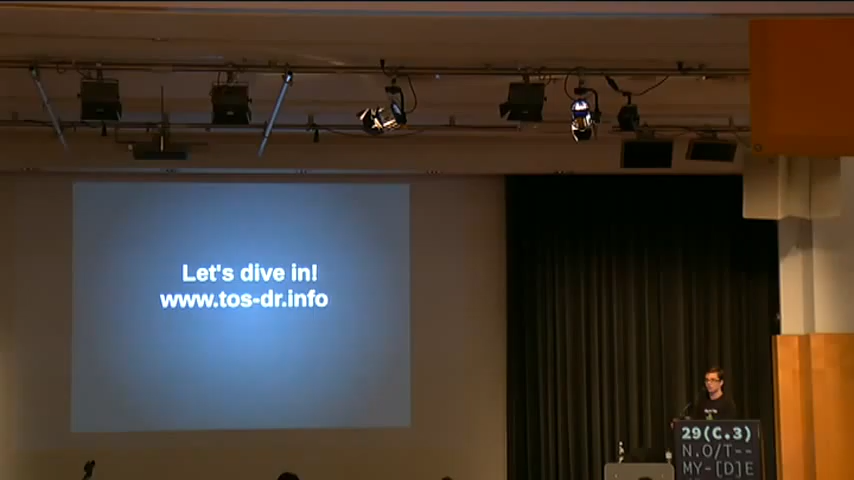 Let's dive in!
www.tos-dr.info
29(C.3)
N.O/T--
MY-[D]E